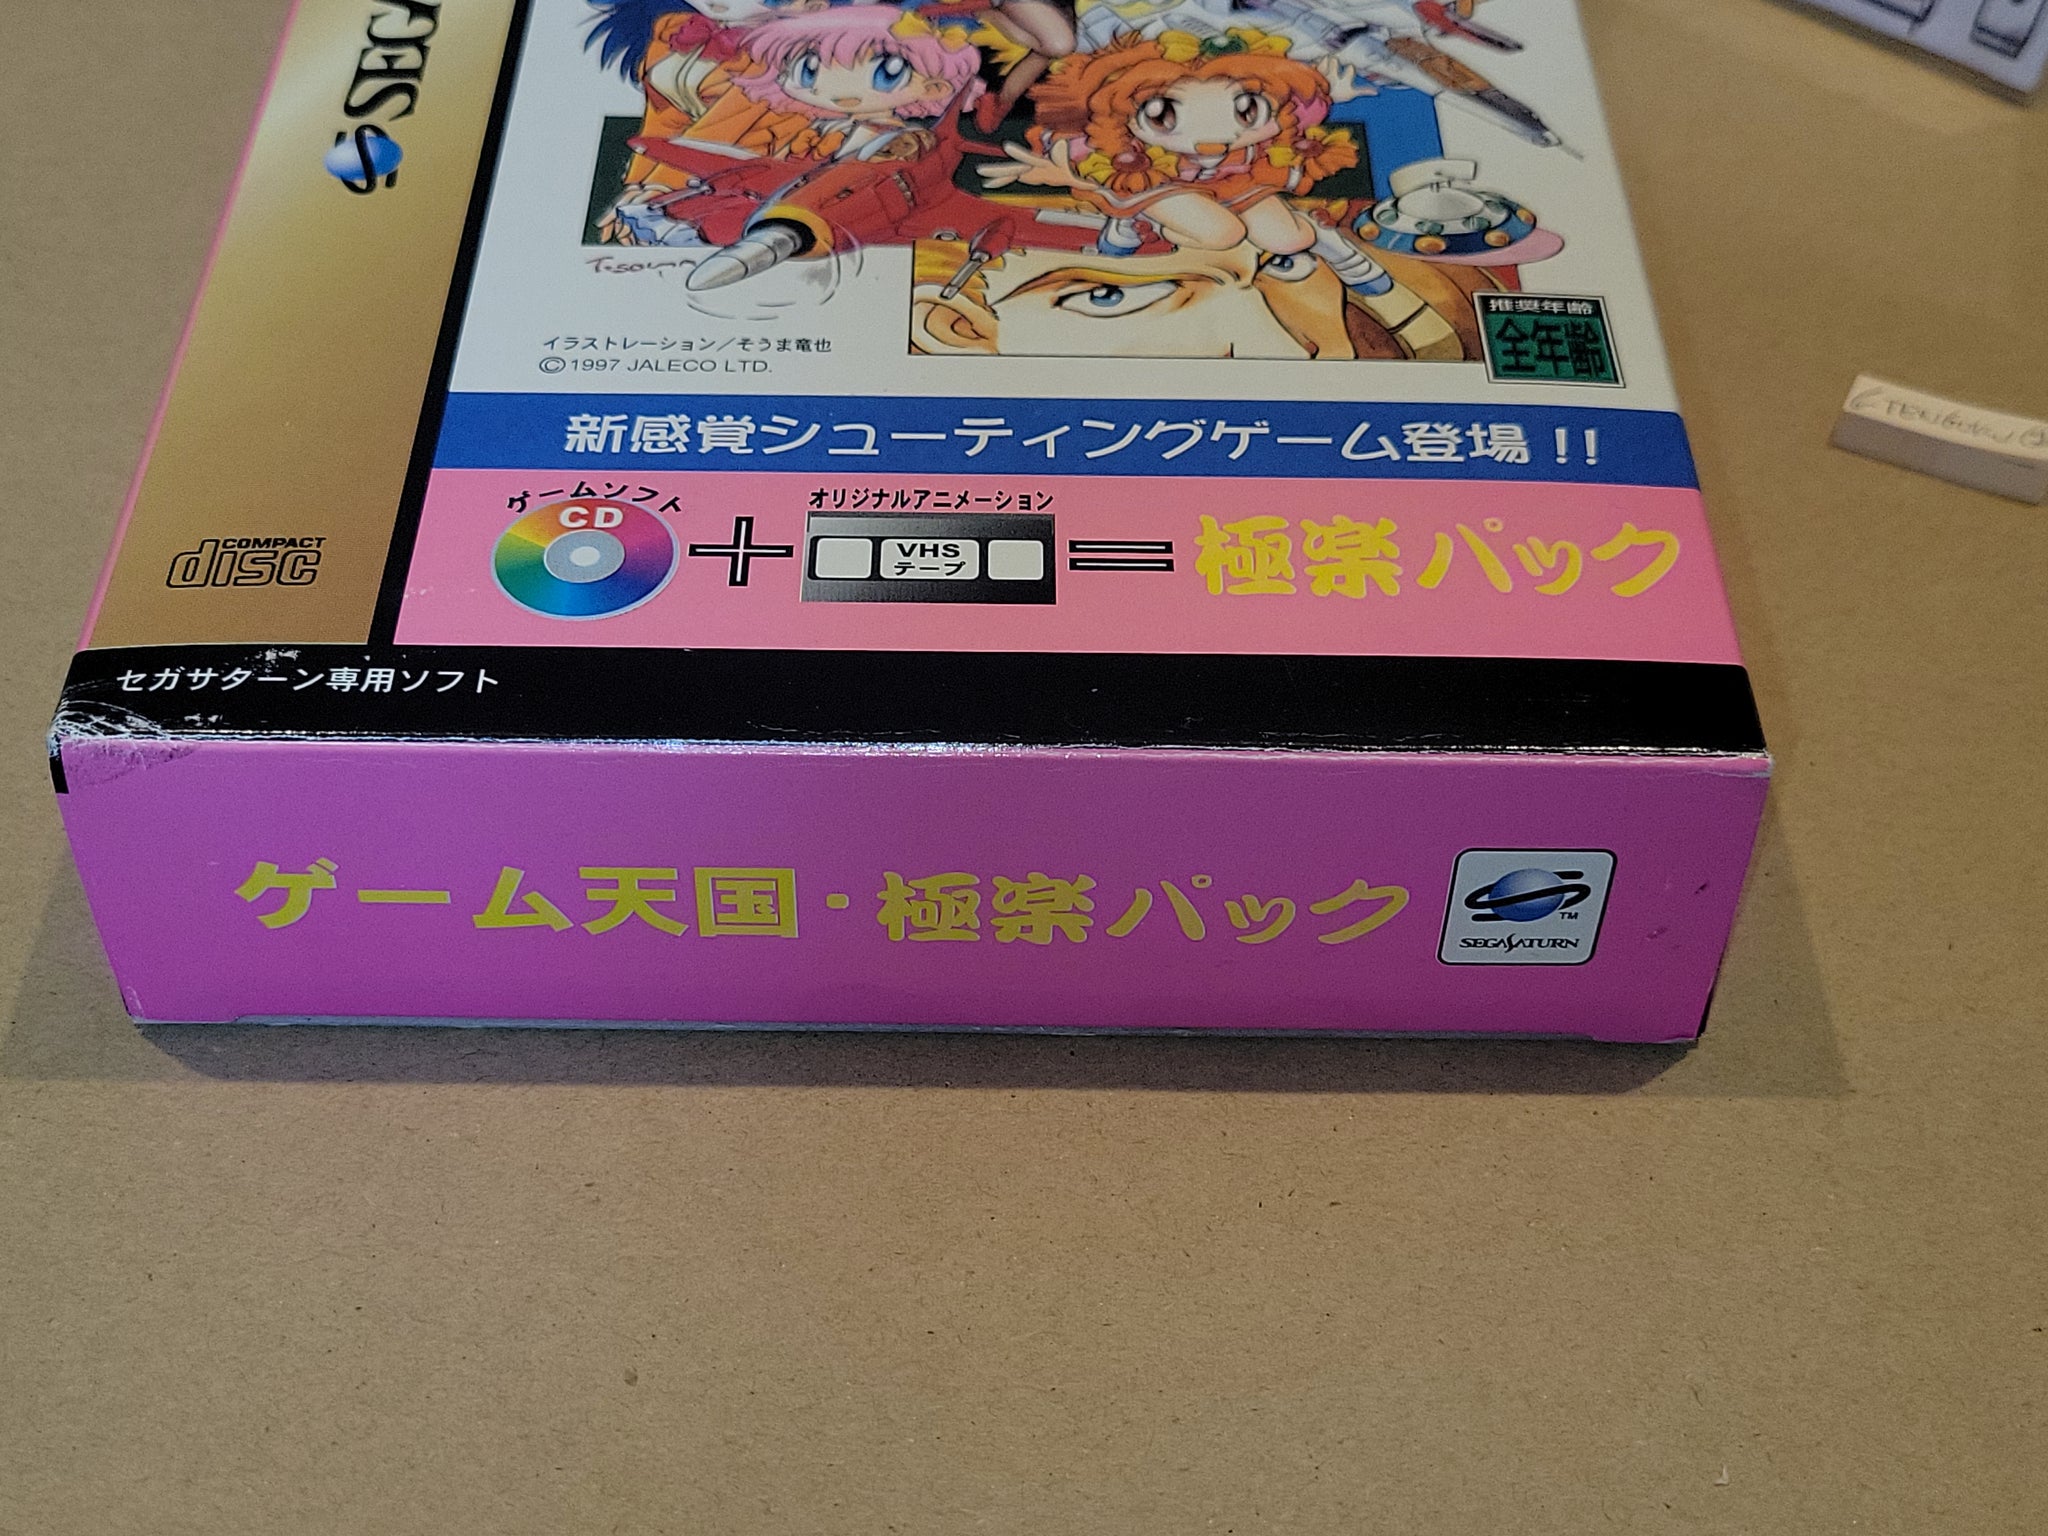 SEGA
推奨年齢
全年齢
イラストレーション／そうま竜也
©1997 JALECO LTD.
新感覚シューティングゲーム登場!!
ゲームソフト
CD
オリジナルアニメーション
VHS
テープ
極楽パック
COMPACT
disc
セガサターン専用ソフト
ゲーム天国・極楽パック
TM
SEGA SATURN